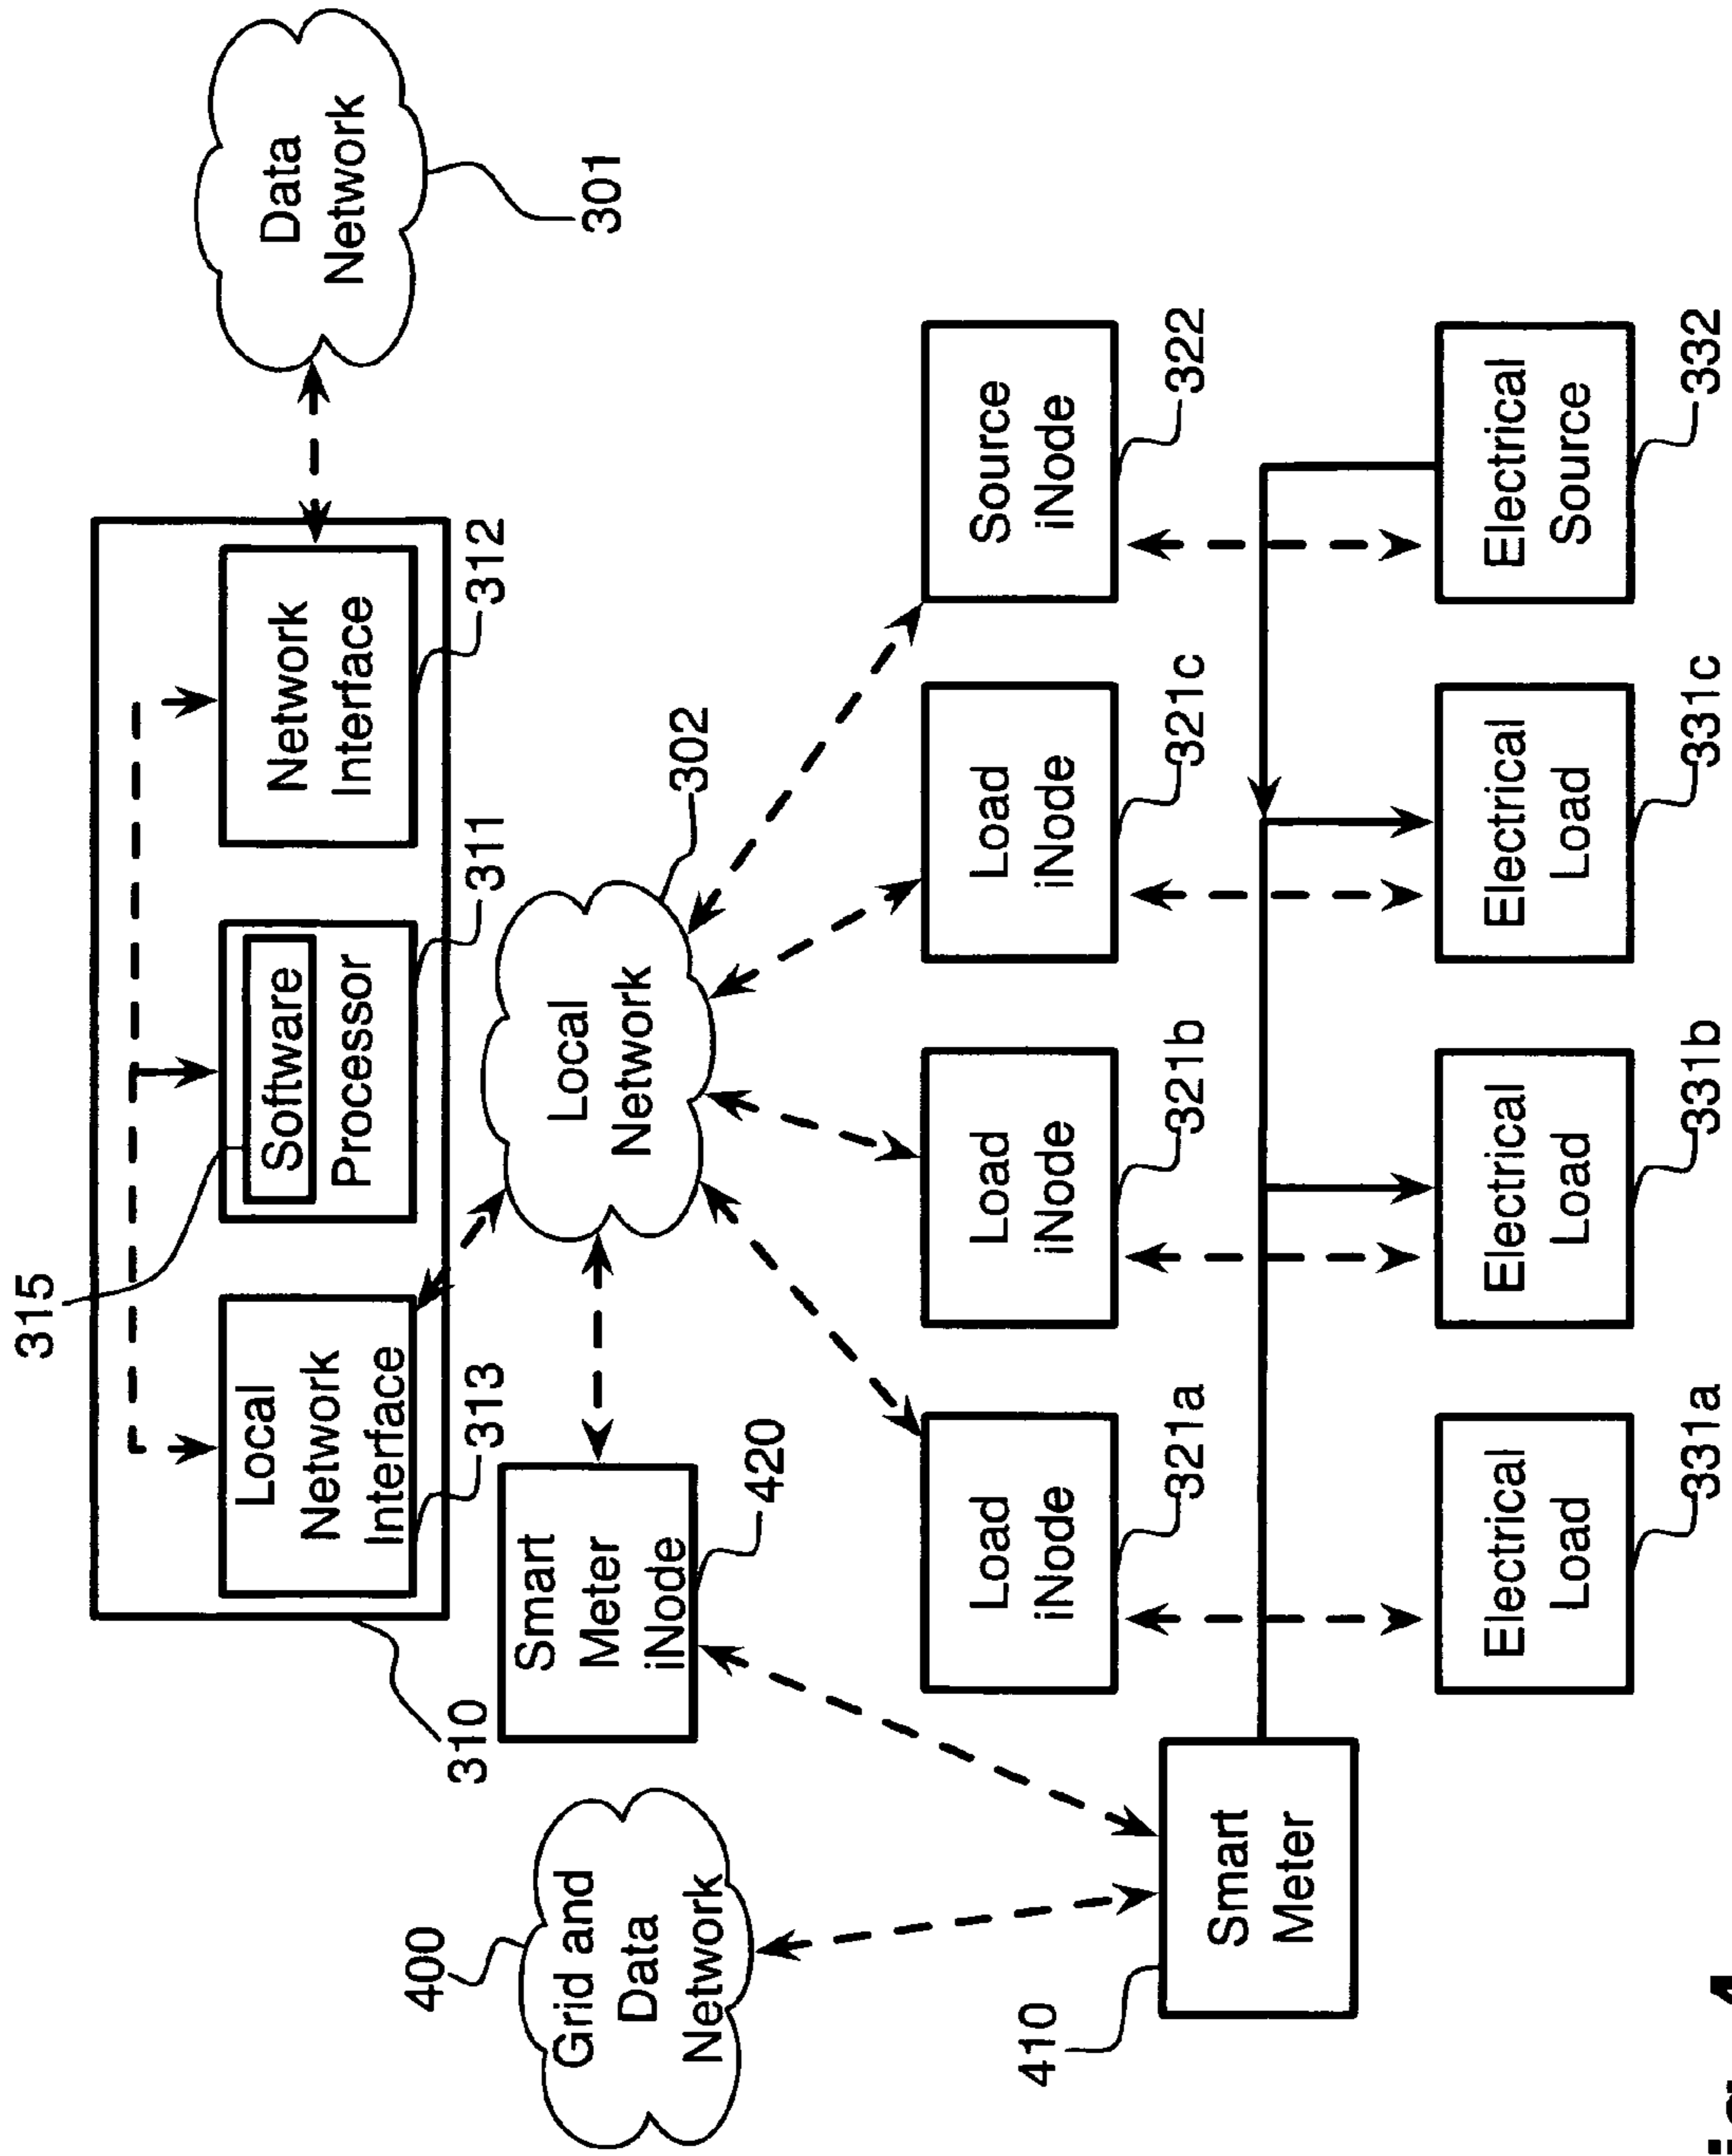 315
Local
Network
Interface
313
Software
Processor
311
Network
Interface
312
Data
Network
301
310
400
Grid and
Data
Network
Smart
Meter
iNode
420
Local
Network
302
Load
iNode
321a
Load
iNode
321b
Load
iNode
321c
Source
iNode
322
410
Smart
Meter
Electrical
Load
331a
Electrical
Load
331b
Electrical
Load
331c
Electrical
Source
332